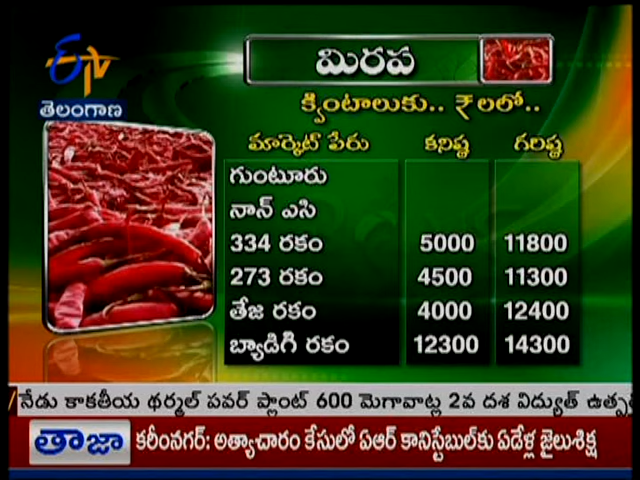 ETV
తెలంగాణ
మిరప
క్వింటాలుకు.. ₹లలో..
మార్కెట్ పేరు కనిష్ఠ గరిష్ఠ
గుంటూరు
నాన్ ఎసి
334 రకం 5000 11800
273 రకం 4500 11300
తేజ రకం 4000 12400
బ్యాడిగి రకం 12300 14300
/నేడు కాకతీయ థర్మల్ పవర్ ప్లాంట్ 600 మెగావాట్ల 2వ దశ విద్యుత్
తాజా కరీంనగర్: అత్యాచారం కేసులో ఏఆర్ కానిస్టేబుల్‌కు ఏడేళ్ల జైలుశిక్ష